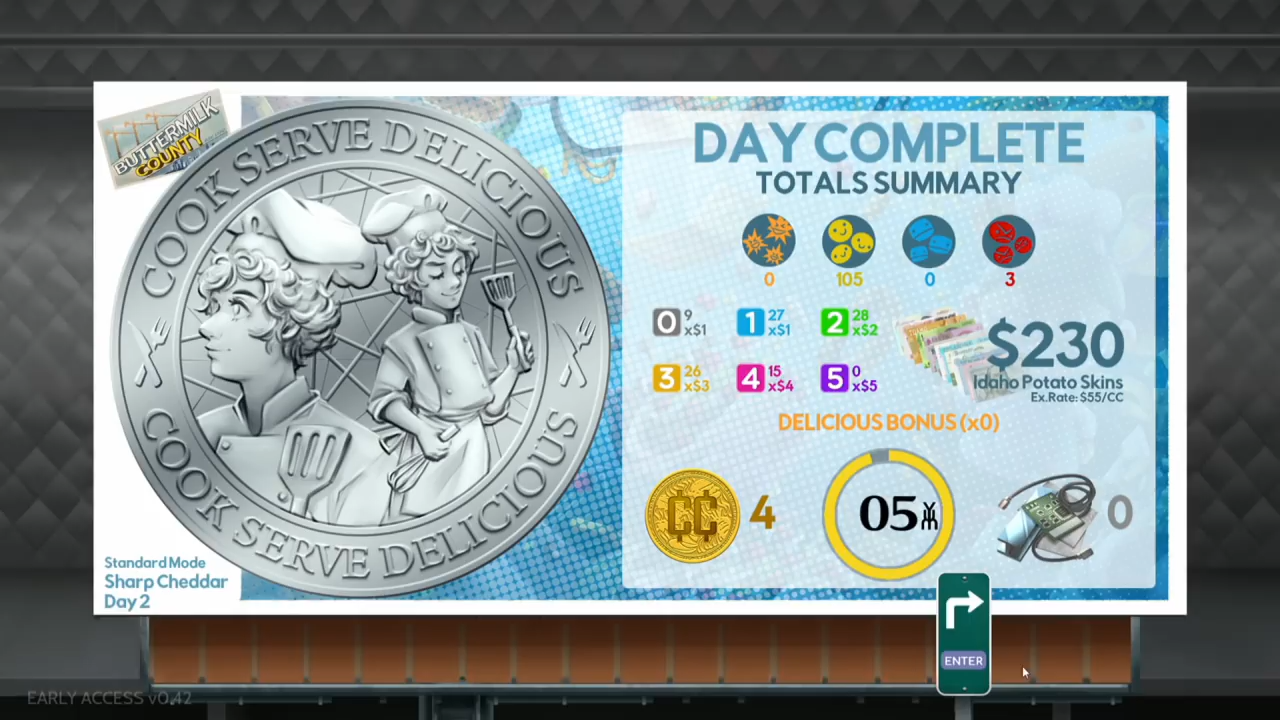 BUTTERMILK
COUNTY
COOK SERVE DELICIOUS
COOK SERVE DELICIOUS
Standard Mode
Sharp Cheddar
Day 2
DAY COMPLETE
TOTALS SUMMARY
0 105 0 3
0 9 x$1 1 27 x$1 2 28 x$2
3 26 x$3 4 15 x$4 5 0 x$5
$230
Idaho Potato Skins
Ex.Rate: $55/CC
DELICIOUS BONUS (x0)
CC 4 05 0
ENTER
EARLY ACCESS v0.42